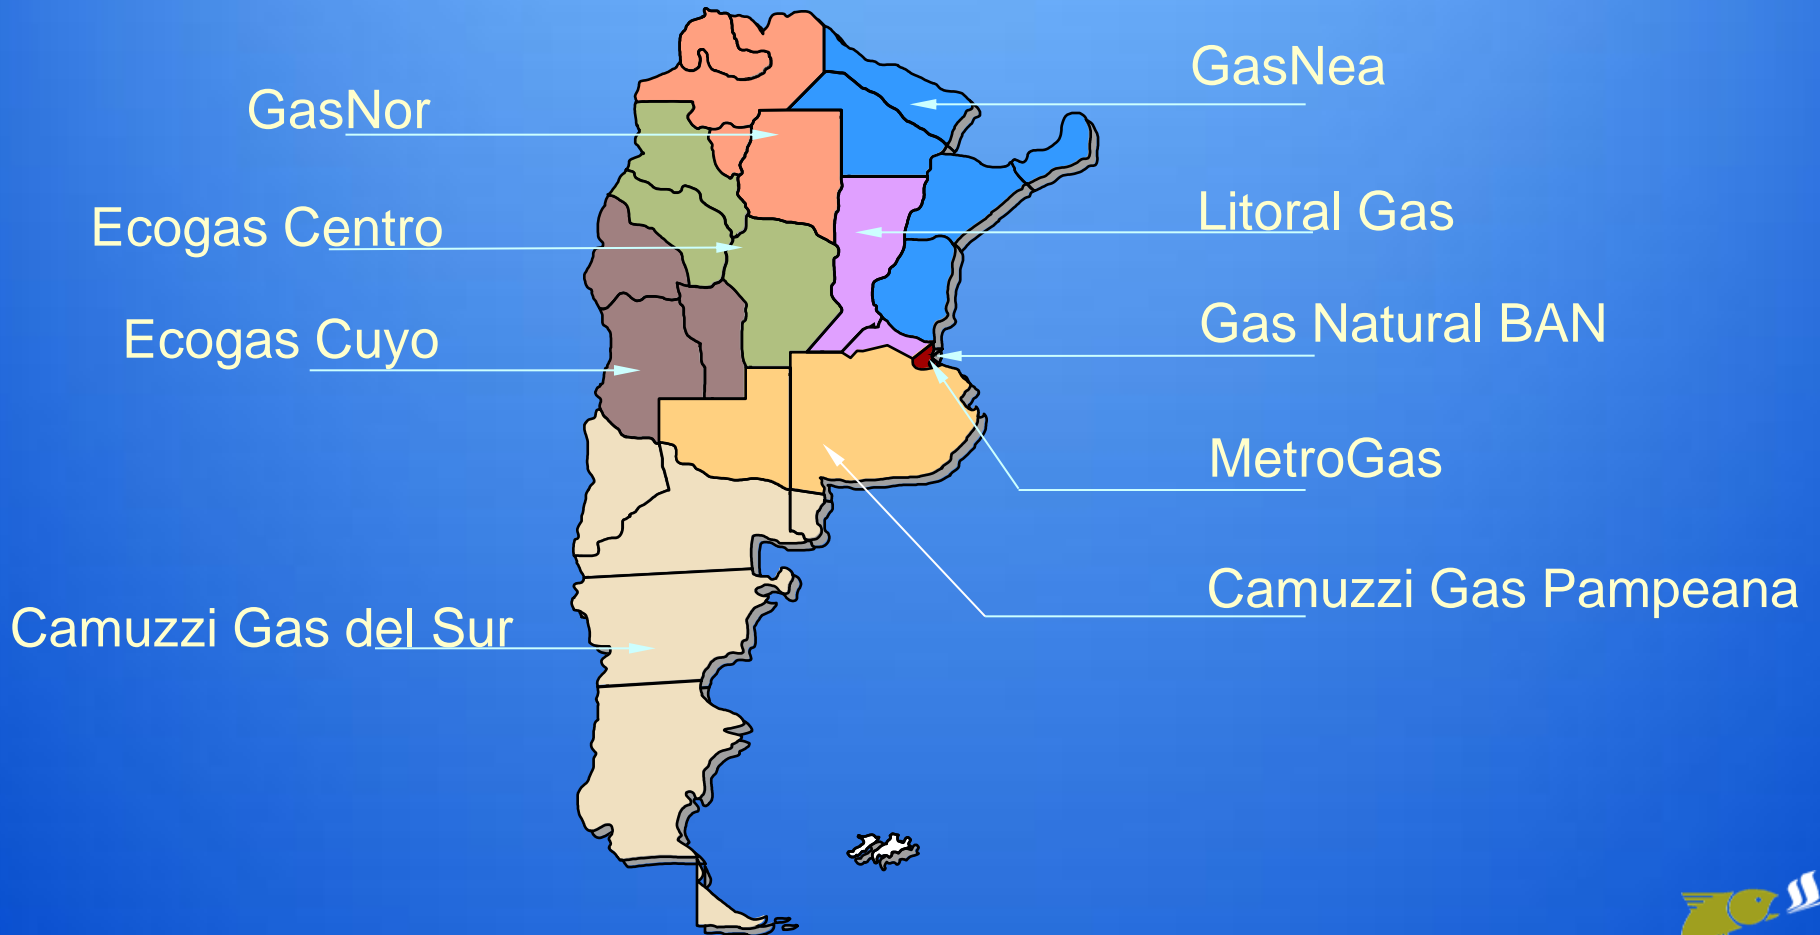 GasNea
GasNor
Litoral Gas
Ecogas Centro
Gas Natural BAN
Ecogas Cuyo
MetroGas
Camuzzi Gas Pampeana
Camuzzi Gas del Sur